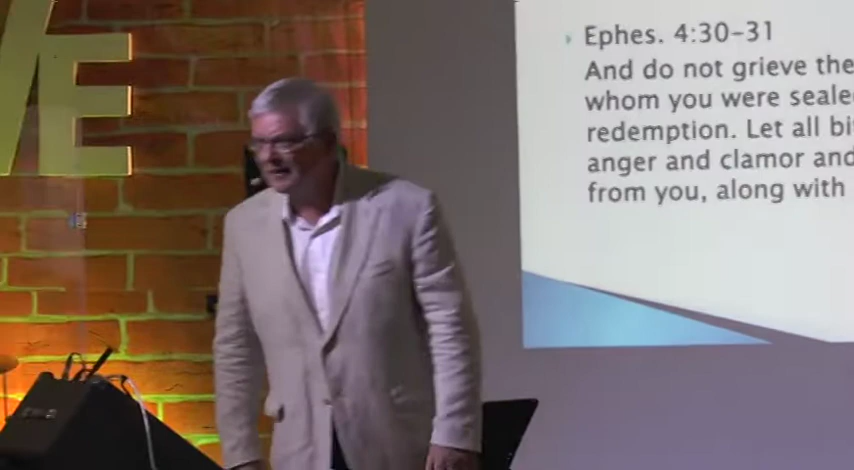 VE
Ephes. 4:30-31
And do not grieve the
whom you were seale
redemption. Let all bi
anger and clamor and
from you, along with